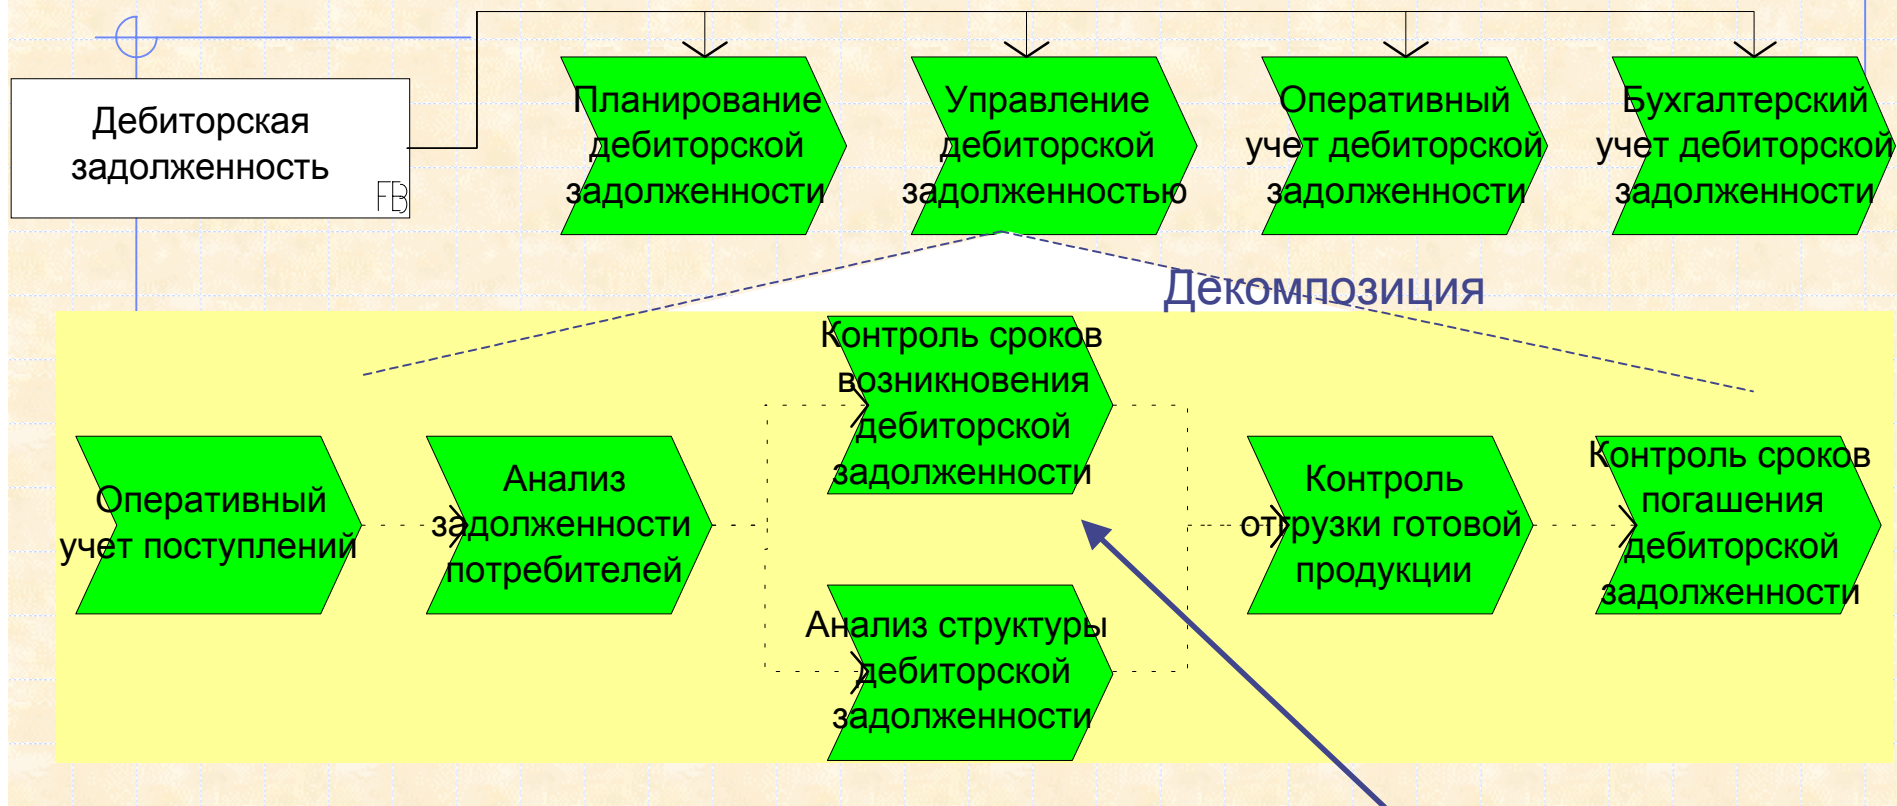 Дебиторская
задолженность
FB
Планирование
дебиторской
задолженности
Управление
дебиторской
задолженностью
Оперативный
учет дебиторской
задолженности
Бухгалтерский
учет дебиторской
задолженности
Декомпозиция
Оперативный
учет поступлений
Анализ
задолженности
потребителей
Контроль сроков
возникновения
дебиторской
задолженности
Анализ структуры
дебиторской
задолженности
Контроль
отгрузки готовой
продукции
Контроль сроков
погашения
дебиторской
задолженности